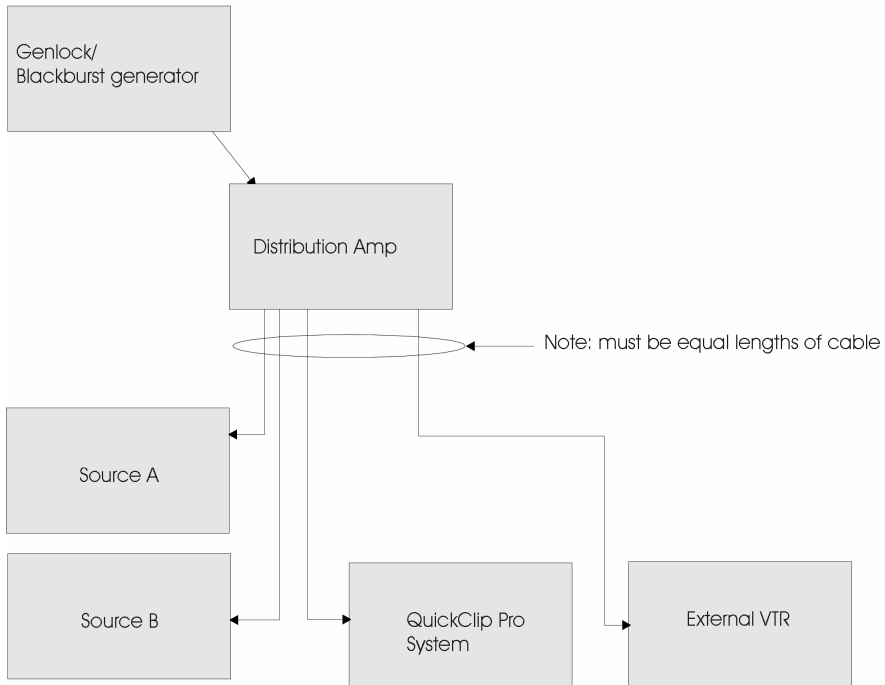 Genlock/
Blackburst generator
Distribution Amp
Note: must be equal lengths of cable
Source A
Source B
QuickClip Pro
System
External VTR